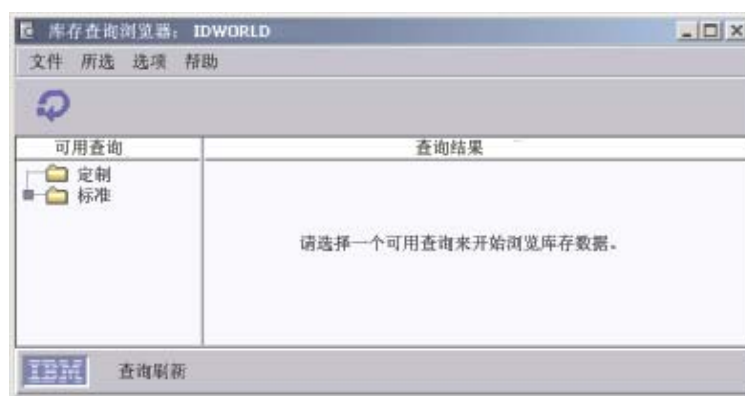 库存查询浏览器: IDWORLD
文件 所选 选项 帮助
可用查询 查询结果
定制
标准
请选择一个可用查询来开始浏览库存数据。
IBM 查询刷新